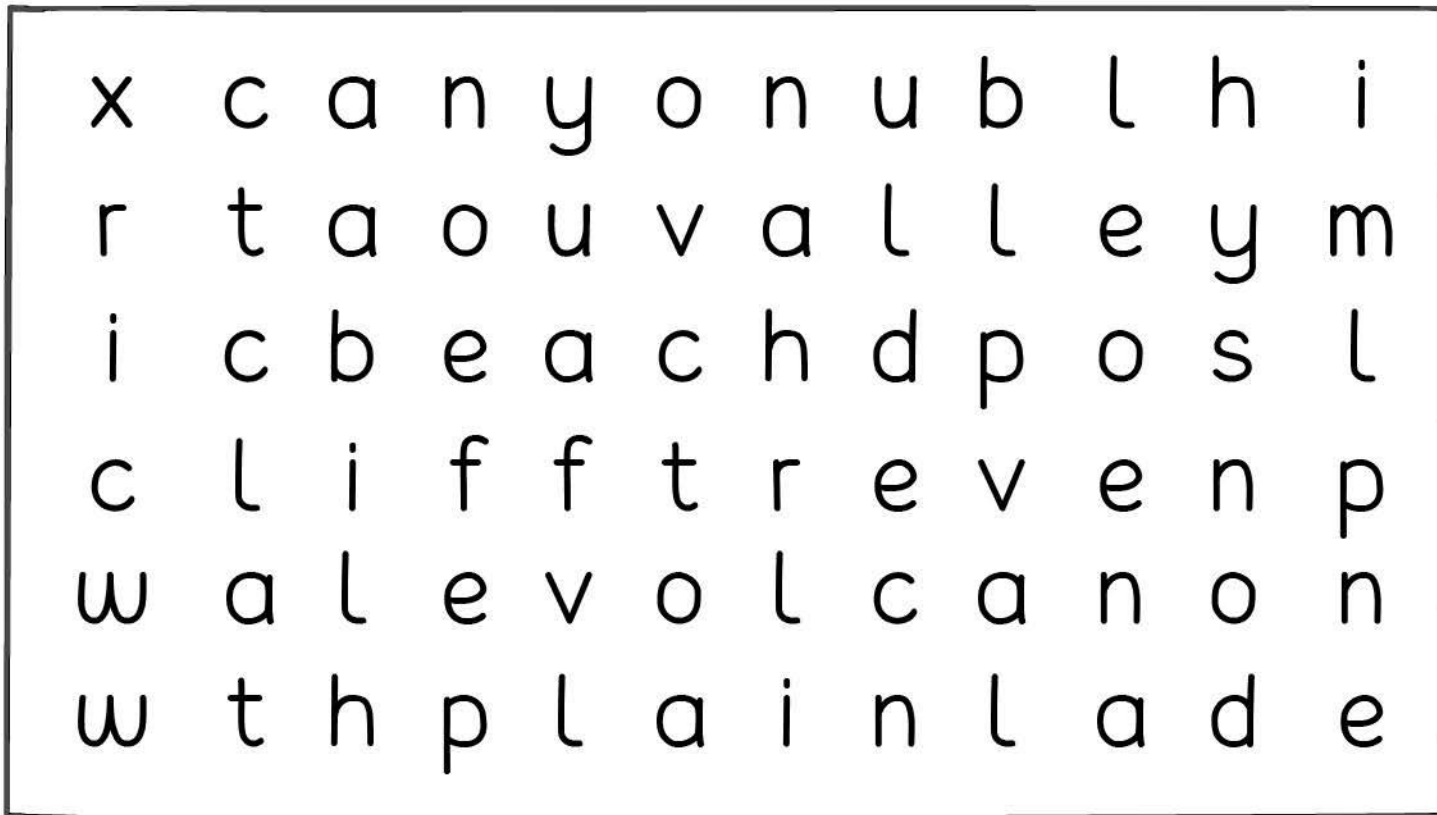 x c a n y o n u b l h i
r t a o u v a l l e y m
i c b e a c h d p o s l
c l i f f t r e v e n p
w a l e v o l c a n o n
w t h p l a i n l a d e